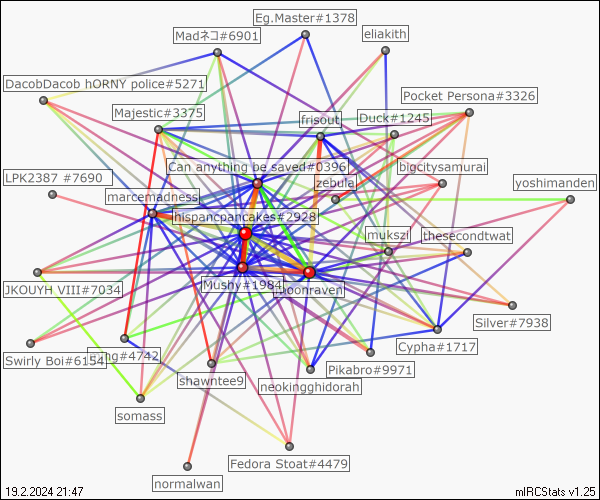 Eg.Master#1378
Madネコ#6901
eliakith
DacobDacob hORNY police#5271
Pocket Persona#3326
Majestic#3375
frisout
Duck#1245
Can anything be saved#0396
bigcitysamurai
LPK2387 #7690
zebula
yoshimanden
marcemadness
hispancpancakes#2928
mukszi
thesecondtwat
JKOUYH VIII#7034
Mushy#1984
moonraven
Silver#7938
Cypha#1717
Swirly Boi#6154
#4742
Pikabro#9971
shawntee9
neokingghidorah
somass
Fedora Stoat#4479
normalwan
19.2.2024 21:47
mIRCStats v1.25